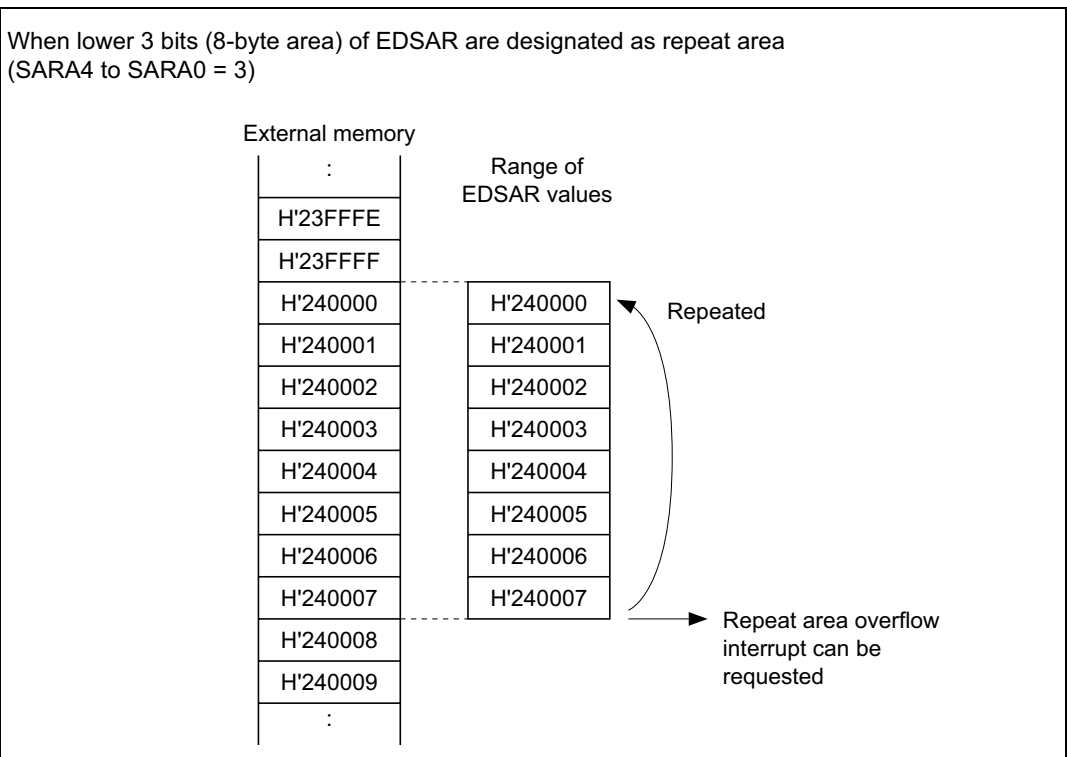 When lower 3 bits (8-byte area) of EDSAR are designated as repeat area
(SARA4 to SARA0 = 3)
External memory
:
Range of
EDSAR values
H'23FFFE
H'23FFFF
H'240000
H'240000
Repeated
H'240001
H'240001
H'240002
H'240002
H'240003
H'240003
H'240004
H'240004
H'240005
H'240005
H'240006
H'240006
H'240007
H'240007
Repeat area overflow
interrupt can be
requested
H'240008
H'240009
: